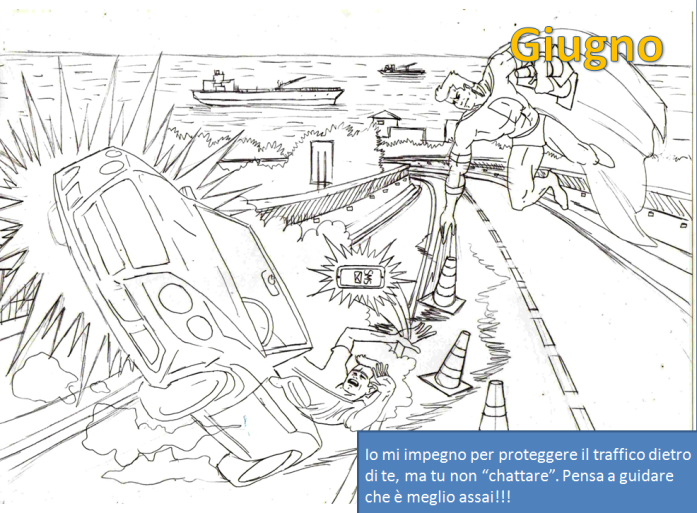 Giugno
Io mi impegno per proteggere il traffico dietro
di te, ma tu non “chattare”. Pensa a guidare
che è meglio assai!!!